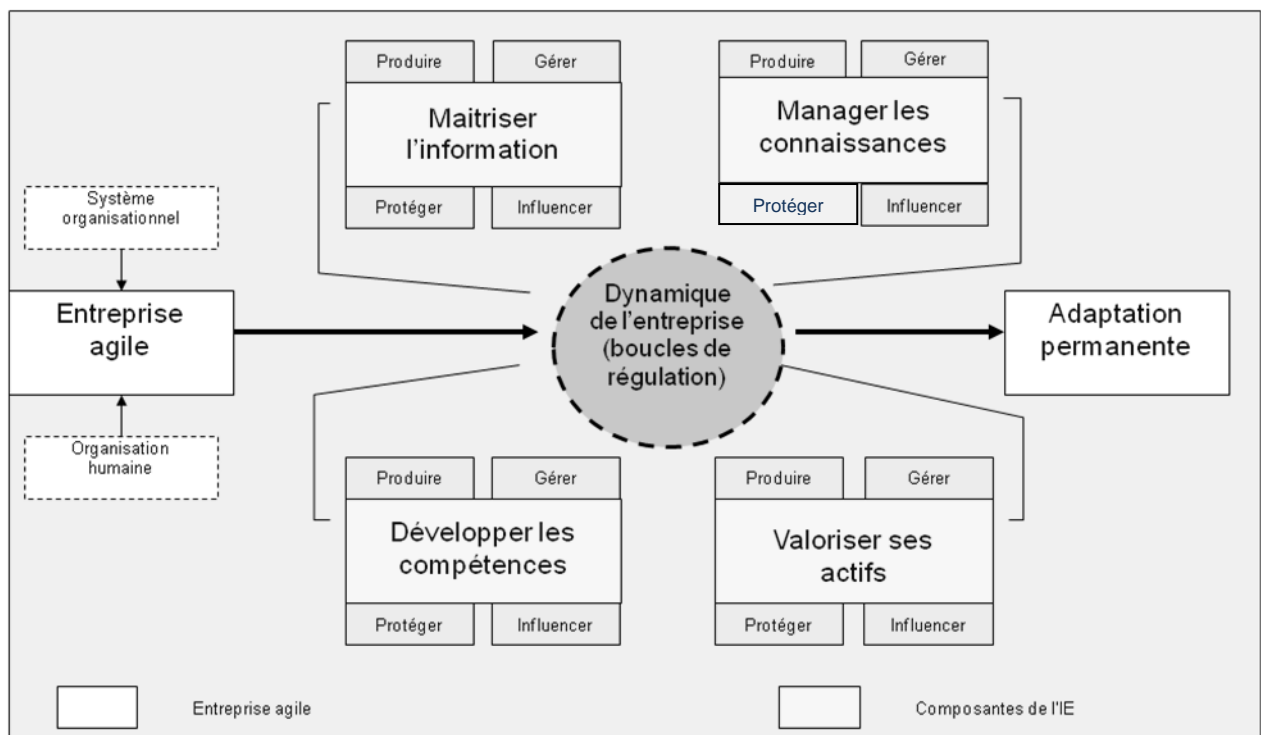 Produire
Gérer
Maitriser
l'information
Protéger
Influencer
Produire
Gérer
Manager les
connaissances
Protéger
Influencer
Système
organisationnel
Entreprise
agile
Organisation
humaine
Dynamique
de l'entreprise
(boucles de
régulation)
Adaptation
permanente
Produire
Gérer
Développer les
compétences
Protéger
Influencer
Produire
Gérer
Valoriser ses
actifs
Protéger
Influencer
Entreprise agile
Composantes de l'IE